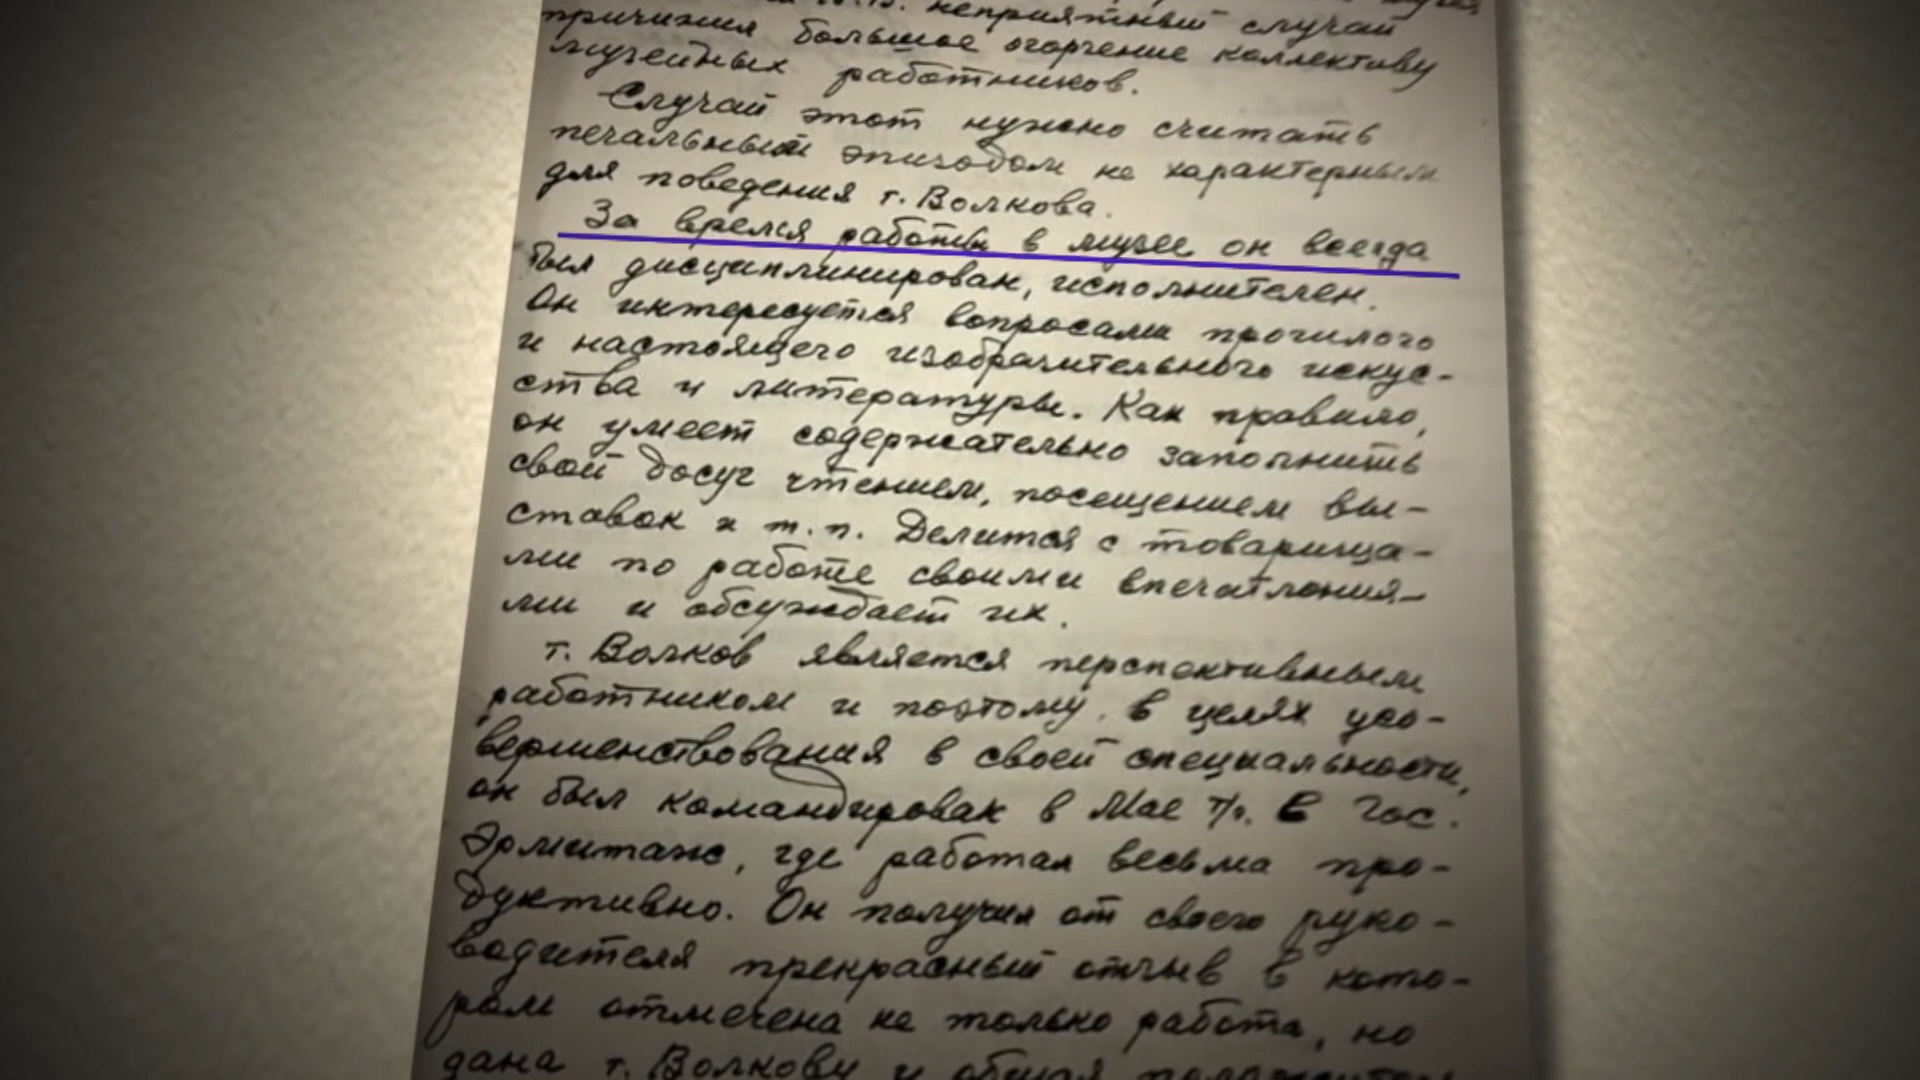 неприятный случай
причинил большое огорчение коллективу
музейных работников.
Случай этот нужно считать
печальным эпизодом не характерным
для поведения т. Волкова.
За время работы в музее он всегда
был дисциплинирован, исполнителен.
Он интересуется вопросами прошлого
и настоящего изобразительного искус-
ства и литературы. Как правило,
он умеет содержательно заполнить
свой досуг чтением, посещением вы-
ставок и т.п. Делится с товарища-
ми по работе своими впечатления-
ми и обсуждает их.
т. Волков является перспективным
работником и поэтому, в целях усо-
вершенствования в своей специальности,
он был командирован в Мае т/г. в Гос.
Эрмитаж, где работал весьма про-
дуктивно. Он получил от своего руко-
водителя прекрасный отзыв в кото-
ром отмечена не только работа, но
дана т. Волкову и общая